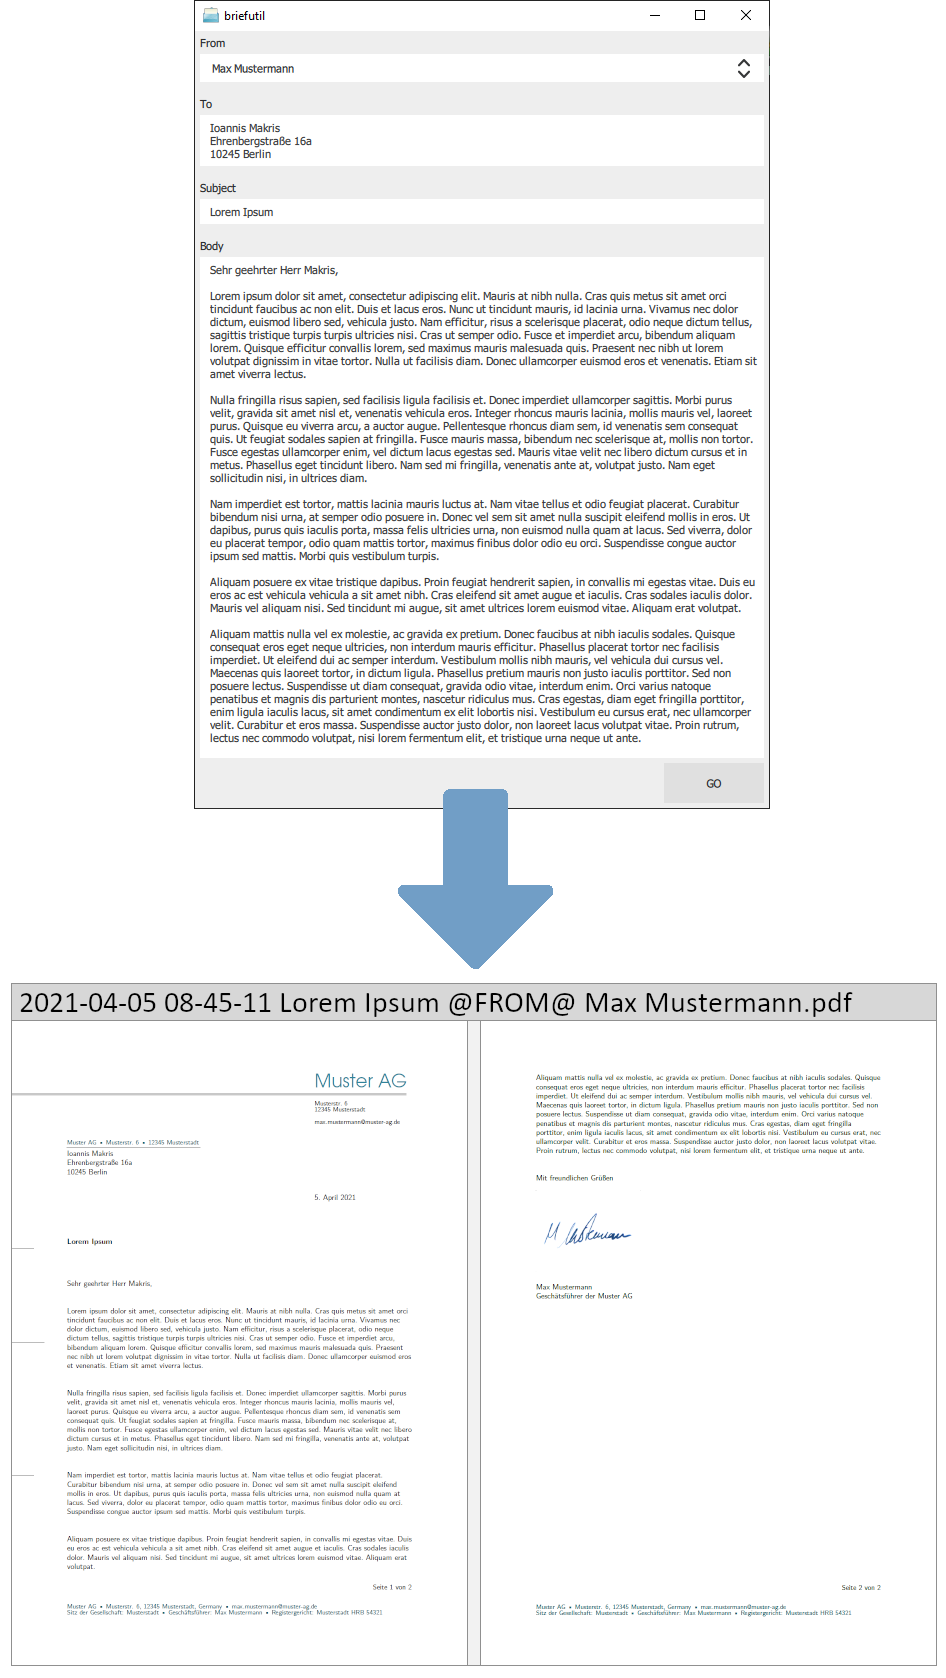 briefutil
From
Max Mustermann
To
Ioannis Makris
Ehrenbergstraße 16a
10245 Berlin
Subject
Lorem Ipsum
Body
Sehr geehrter Herr Makris,
Lorem ipsum dolor sit amet, consectetur adipiscing elit. Mauris at nibh nulla. Cras quis metus sit amet orci
tincidunt faucibus ac non elit. Duis et lacus eros. Nunc ut tincidunt mauris, id lacinia urna. Vivamus nec dolor
dictum, euismod libero sed, vehicula justo. Nam efficitur, risus a scelerisque placerat, odio neque dictum tellus,
sagittis tristique turpis turpis ultricies nisi. Cras ut semper odio. Fusce et imperdiet arcu, bibendum aliquam
lorem. Quisque efficitur convallis lorem, sed maximus mauris malesuada quis. Praesent nec nibh ut lorem
volutpat dignissim in vitae tortor. Nulla ut facilisis diam. Donec ullamcorper euismod eros et venenatis. Etiam sit
amet viverra lectus.
Nulla fringilla risus sapien, sed facilisis ligula facilisis et. Donec imperdiet ullamcorper sagittis. Morbi purus
velit, gravida sit amet nisl et, venenatis vehicula eros. Integer rhoncus mauris lacinia, mollis mauris vel, laoreet
purus. Quisque eu viverra arcu, a auctor augue. Pellentesque rhoncus diam sem, id venenatis sem consequat
quis. Ut feugiat sodales sapien at fringilla. Fusce mauris massa, bibendum nec scelerisque at, mollis non tortor.
Fusce egestas ullamcorper enim, vel dictum lacus egestas sed. Mauris vitae velit nec libero dictum cursus et in
metus. Phasellus eget tincidunt libero. Nam sed mi fringilla, venenatis ante at, volutpat justo. Nam eget
sollicitudin nisi, in ultrices diam.
Nam imperdiet est tortor, mattis lacinia mauris luctus at. Nam vitae tellus et odio feugiat placerat. Curabitur
bibendum nisi urna, at semper odio posuere in. Donec vel sem sit amet nulla suscipit eleifend mollis in eros. Ut
dapibus, purus quis iaculis porta, massa felis ultricies urna, non euismod nulla quam at lacus. Sed viverra, dolor
eu placerat tempor, odio quam mattis tortor, maximus finibus dolor odio eu orci. Suspendisse congue auctor
ipsum sed mattis. Morbi quis vestibulum turpis.
Aliquam posuere ex vitae tristique dapibus. Proin feugiat hendrerit sapien, in convallis mi egestas vitae. Duis eu
eros ac est vehicula vehicula a sit amet nibh. Cras eleifend sit amet augue et iaculis. Cras sodales iaculis dolor.
Mauris vel aliquam nisi. Sed tincidunt mi augue, sit amet ultrices lorem euismod vitae. Aliquam erat volutpat.
Aliquam mattis nulla vel ex molestie, ac gravida ex pretium. Donec faucibus at nibh iaculis sodales. Quisque
consequat eros eget neque ultricies, non interdum mauris efficitur. Phasellus placerat tortor nec facilisis
imperdiet. Ut eleifend dui ac semper interdum. Vestibulum mollis nibh mauris, vel vehicula dui cursus vel.
Maecenas quis laoreet tortor, in dictum ligula. Phasellus pretium mauris non justo iaculis porttitor. Sed non
posuere lectus. Suspendisse ut diam consequat, gravida odio vitae, interdum enim. Orci varius natoque
penatibus et magnis dis parturient montes, nascetur ridiculus mus. Cras egestas, diam eget fringilla porttitor,
enim ligula iaculis lacus, sit amet condimentum ex elit lobortis nisi. Vestibulum eu cursus erat, nec ullamcorper
velit. Curabitur et eros massa. Suspendisse auctor justo dolor, non laoreet lacus volutpat vitae. Proin rutrum,
lectus nec commodo volutpat, nisi lorem fermentum elit, et tristique urna neque ut ante.
GO
2021-04-05 08-45-11 Lorem Ipsum @FROM@ Max Mustermann.pdf
Muster AG
Musterstr. 6
12345 Musterstadt
max.mustermann@muster-ag.de
Muster AG • Musterstr. 6 • 12345 Musterstadt
Ioannis Makris
Ehrenbergstraße 16a
10245 Berlin
5. April 2021
Lorem Ipsum
Sehr geehrter Herr Makris,
Lorem ipsum dolor sit amet, consectetur adipiscing elit. Mauris at nibh nulla. Cras quis metus sit amet orci
tincidunt faucibus ac non elit. Duis et lacus eros. Nunc ut tincidunt mauris, id lacinia urna. Vivamus nec
dolor dictum, euismod libero sed, vehicula justo. Nam efficitur, risus a scelerisque placerat, odio neque
dictum tellus, sagittis tristique turpis turpis ultricies nisi. Cras ut semper odio. Fusce et imperdiet arcu,
bibendum aliquam lorem. Quisque efficitur convallis lorem, sed maximus mauris malesuada quis. Praesent
nec nibh ut lorem volutpat dignissim in vitae tortor. Nulla ut facilisis diam. Donec ullamcorper euismod eros
et venenatis. Etiam sit amet viverra lectus.
Nulla fringilla risus sapien, sed facilisis ligula facilisis et. Donec imperdiet ullamcorper sagittis. Morbi purus
velit, gravida sit amet nisl et, venenatis vehicula eros. Integer rhoncus mauris lacinia, mollis mauris vel,
laoreet purus. Quisque eu viverra arcu, a auctor augue. Pellentesque rhoncus diam sem, id venenatis sem
consequat quis. Ut feugiat sodales sapien at fringilla. Fusce mauris massa, bibendum nec scelerisque at,
mollis non tortor. Fusce egestas ullamcorper enim, vel dictum lacus egestas sed. Mauris vitae velit nec libero
dictum cursus et in metus. Phasellus eget tincidunt libero. Nam sed mi fringilla, venenatis ante at, volutpat
justo. Nam eget sollicitudin nisi, in ultrices diam.
Nam imperdiet est tortor, mattis lacinia mauris luctus at. Nam vitae tellus et odio feugiat placerat.
Curabitur bibendum nisi urna, at semper odio posuere in. Donec vel sem sit amet nulla suscipit eleifend
mollis in eros. Ut dapibus, purus quis iaculis porta, massa felis ultricies urna, non euismod nulla quam at
lacus. Sed viverra, dolor eu placerat tempor, odio quam mattis tortor, maximus finibus dolor odio eu orci.
Suspendisse congue auctor ipsum sed mattis. Morbi quis vestibulum turpis.
Aliquam posuere ex vitae tristique dapibus. Proin feugiat hendrerit sapien, in convallis mi egestas vitae. Duis
eu eros ac est vehicula vehicula a sit amet nibh. Cras eleifend sit amet augue et iaculis. Cras sodales iaculis
dolor. Mauris vel aliquam nisi. Sed tincidunt mi augue, sit amet ultrices lorem euismod vitae. Aliquam erat
volutpat.
Seite 1 von 2
Muster AG • Musterstr. 6, 12345 Musterstadt, Germany • max.mustermann@muster-ag.de
Sitz der Gesellschaft: Musterstadt • Geschäftsführer: Max Mustermann • Registergericht: Musterstadt HRB 54321
Aliquam mattis nulla vel ex molestie, ac gravida ex pretium. Donec faucibus at nibh iaculis sodales. Quisque
consequat eros eget neque ultricies, non interdum mauris efficitur. Phasellus placerat tortor nec facilisis
imperdiet. Ut eleifend dui ac semper interdum. Vestibulum mollis nibh mauris, vel vehicula dui cursus vel.
Maecenas quis laoreet tortor, in dictum ligula. Phasellus pretium mauris non justo iaculis porttitor. Sed non
posuere lectus. Suspendisse ut diam consequat, gravida odio vitae, interdum enim. Orci varius natoque
penatibus et magnis dis parturient montes, nascetur ridiculus mus. Cras egestas, diam eget fringilla
porttitor, enim ligula iaculis lacus, sit amet condimentum ex elit lobortis nisi. Vestibulum eu cursus erat, nec
ullamcorper velit. Curabitur et eros massa. Suspendisse auctor justo dolor, non laoreet lacus volutpat vitae.
Proin rutrum, lectus nec commodo volutpat, nisi lorem fermentum elit, et tristique urna neque ut ante.
Mit freundlichen Grüßen
Max Mustermann
Geschäftsführer der Muster AG
Seite 2 von 2
Muster AG • Musterstr. 6, 12345 Musterstadt, Germany • max.mustermann@muster-ag.de
Sitz der Gesellschaft: Musterstadt • Geschäftsführer: Max Mustermann • Registergericht: Musterstadt HRB 54321